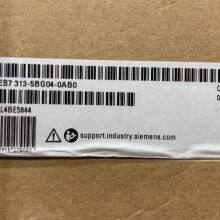 ES7 313-5BG04-0AB0
L4BE5844
support.industry.siemens.com